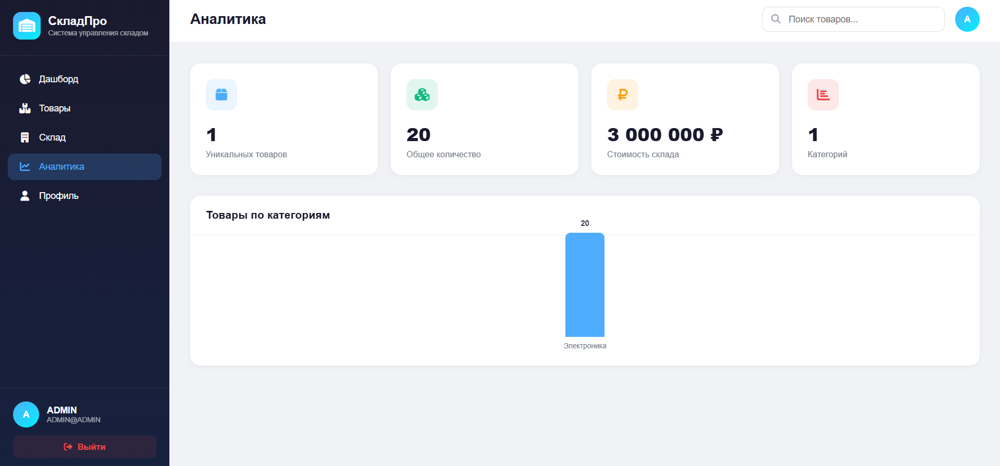 СкладПро
Система управления складом
Дашборд
Товары
Склад
Аналитика
Профиль
A
ADMIN
ADMIN@ADMIN
Выйти
Аналитика
Поиск товаров...
A
1
Уникальных товаров
20
Общее количество
3 000 000 ₽
Стоимость склада
1
Категорий
Товары по категориям
20
Электроника